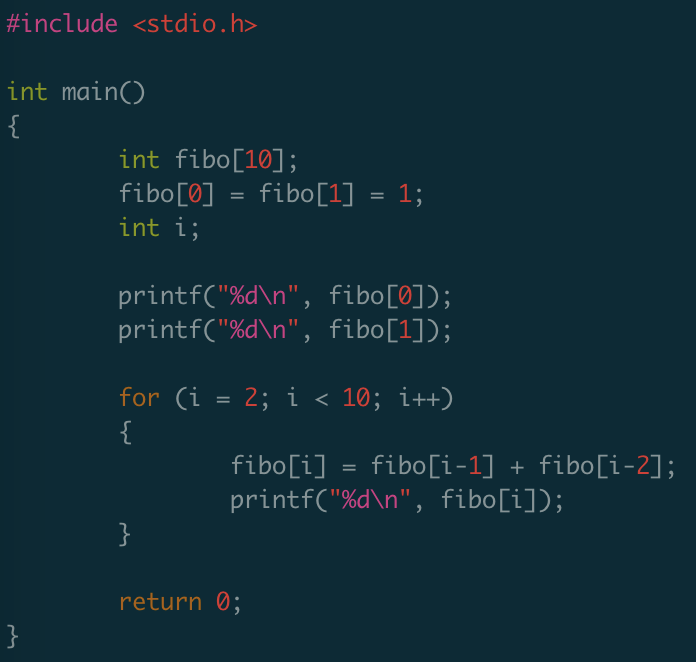 #include <stdio.h>

int main()
{
        int fibo[10];
        fibo[0] = fibo[1] = 1;
        int i;

        printf("%d\n", fibo[0]);
        printf("%d\n", fibo[1]);

        for (i = 2; i < 10; i++)
        {
                fibo[i] = fibo[i-1] + fibo[i-2];
                printf("%d\n", fibo[i]);
        }

        return 0;
}